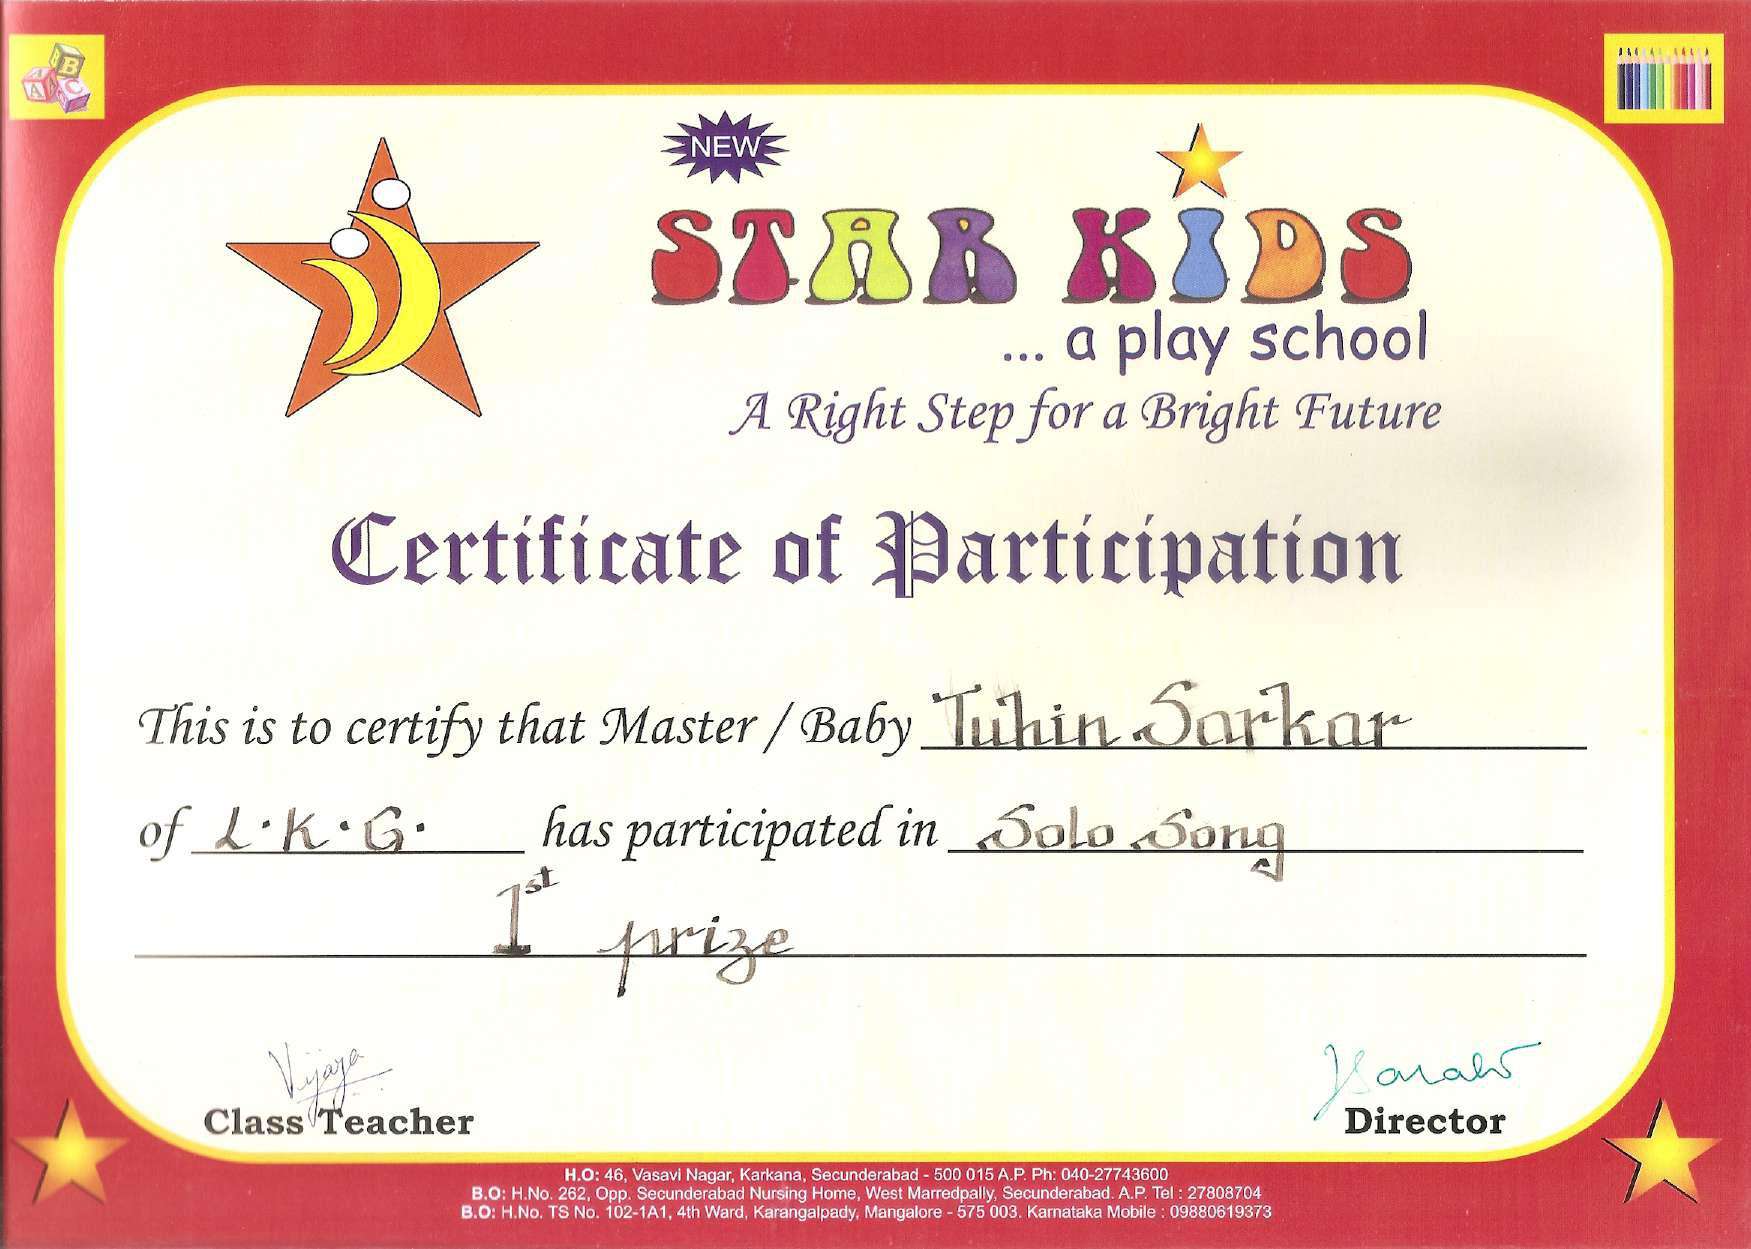 NEW
STAR KIDS
... a play school
A Right Step for a Bright Future
Certificate of Participation
This is to certify that Master / Baby Tuhin Sarkar
of L.K.G. has participated in Solo Song
1st prize
Vijaya
Class Teacher
Director
H.O: 46, Vasavi Nagar, Karkana, Secunderabad - 500 015 A.P. Ph: 040-27743600
B.O: H.No. 262, Opp. Secunderabad Nursing Home, West Marredpally, Secunderabad. A.P. Tel : 27808704
B.O: H.No. TS No. 102-1A1, 4th Ward, Karangalpady, Mangalore - 575 003. Karnataka Mobile : 09880619373